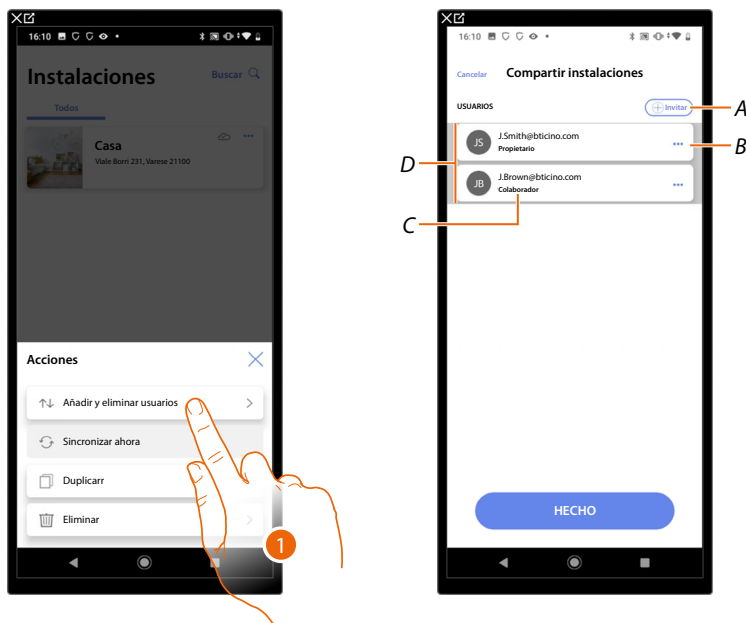 16:10
Instalaciones
Buscar
Todos
Casa
Viale Borri 231, Varese 21100
Acciones
Añadir y eliminar usuarios
Sincronizar ahora
Duplicarr
Eliminar
1
16:10
Cancelar Compartir instalaciones
USUARIOS
Invitar
A
JS
J.Smith@bticino.com
Propietario
B
D
JB
J.Brown@bticino.com
Colaborador
C
HECHO